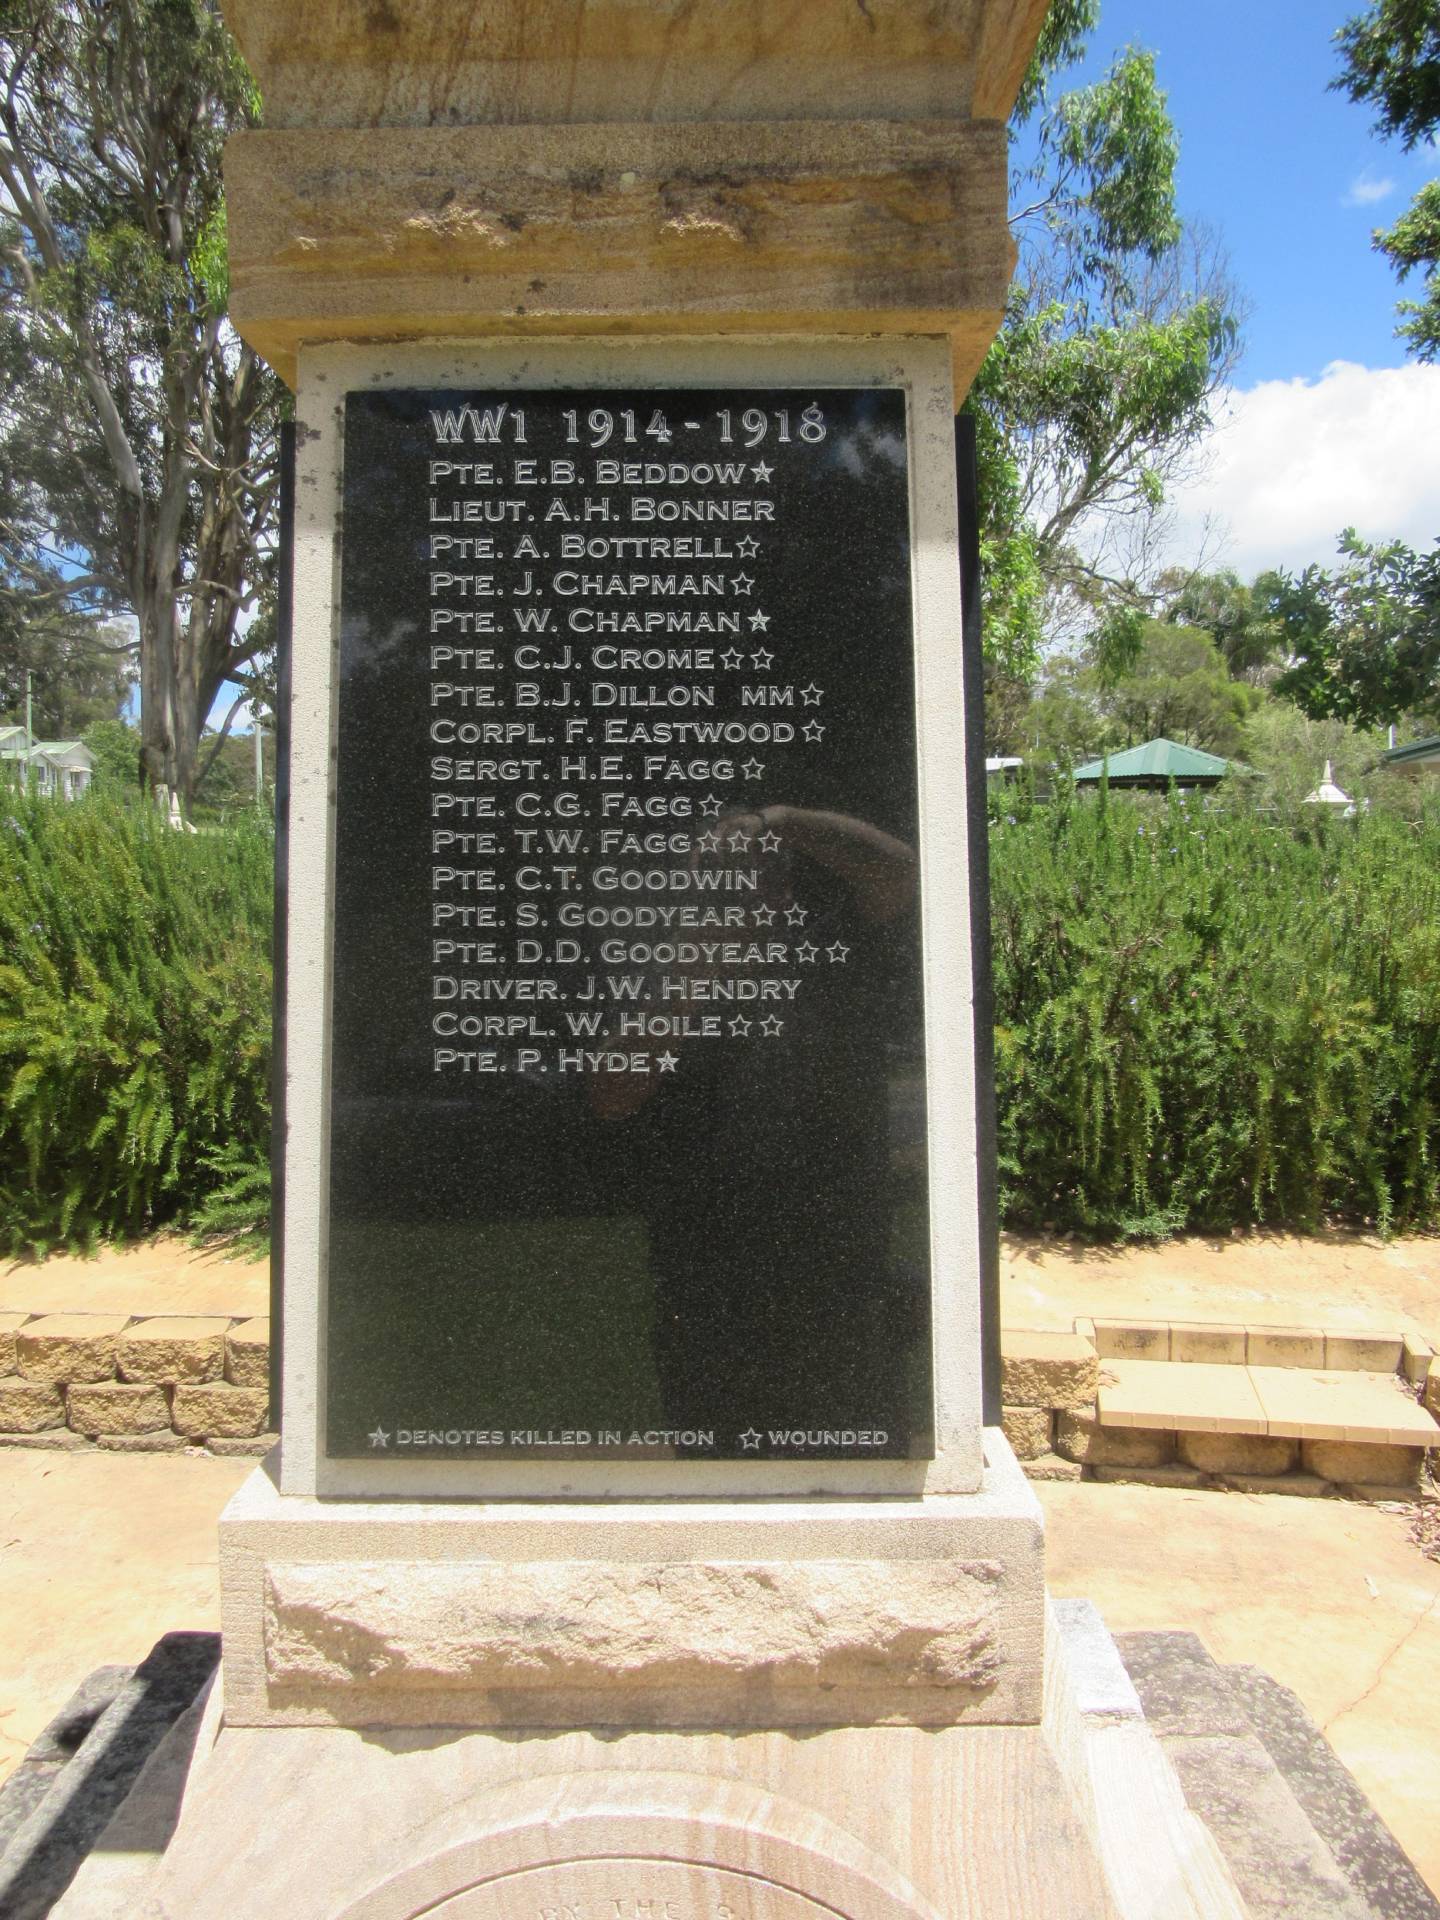 WW1 1914 - 1918
PTE. E.B. BEDDOW★
LIEUT. A.H. BONNER
PTE. A. BOTTRELL☆
PTE. J. CHAPMAN☆
PTE. W. CHAPMAN★
PTE. C.J. CROME☆☆
PTE. B.J. DILLON MM☆
CORPL. F. EASTWOOD☆
SERGT. H.E. FAGG☆
PTE. C.G. FAGG☆
PTE. T.W. FAGG☆☆☆
PTE. C.T. GOODWIN
PTE. S. GOODYEAR☆☆
PTE. D.D. GOODYEAR☆☆
DRIVER. J.W. HENDRY
CORPL. W. HOILE☆☆
PTE. P. HYDE★
★ DENOTES KILLED IN ACTION ☆ WOUNDED
BY THE